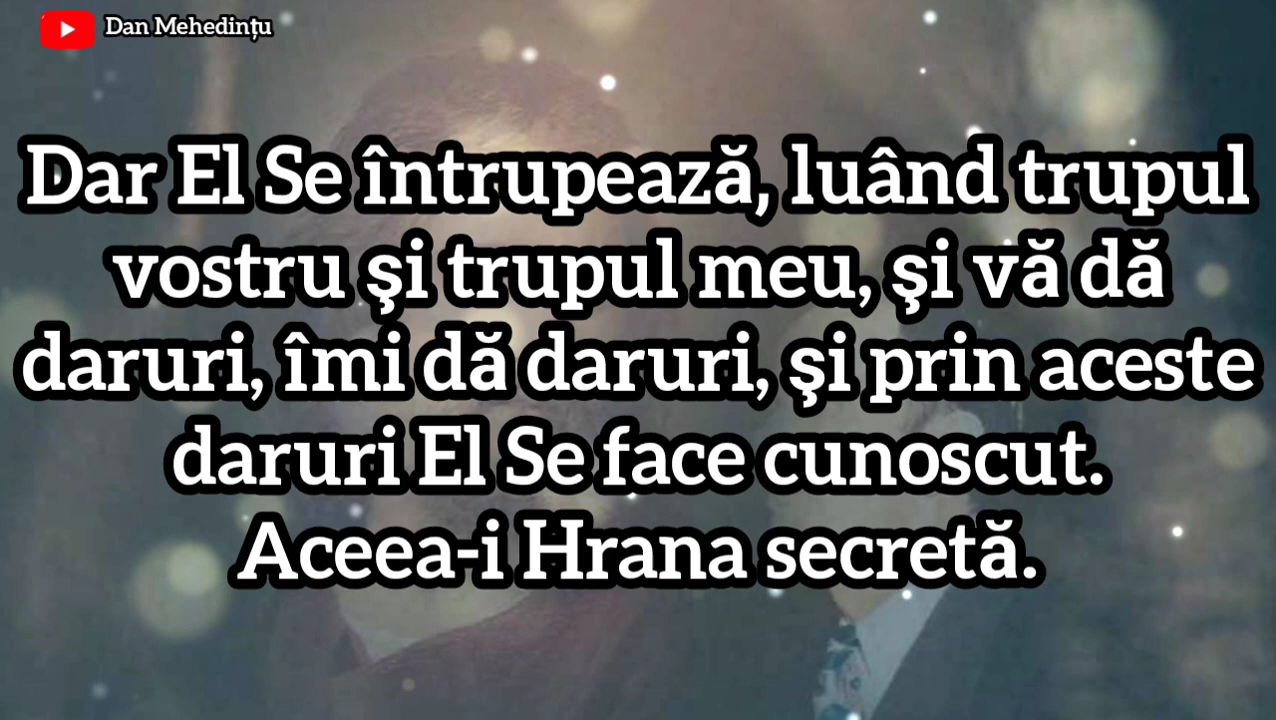 Dan Mehedințu
Dar El Se întrupează, luând trupul
vostru şi trupul meu, şi vă dă
daruri, îmi dă daruri, şi prin aceste
daruri El Se face cunoscut.
Aceea-i Hrana secretă.